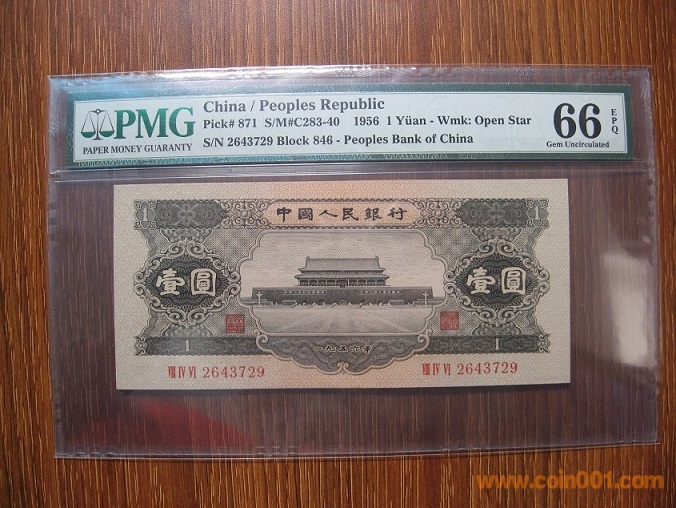 PMG
PAPER MONEY GUARANTY
China / Peoples Republic
Pick# 871 S/M#C283-40 1956 1 Yüan - Wmk: Open Star
S/N 2643729 Block 846 - Peoples Bank of China
66 EPQ
Gem Uncirculated
1 中國人民銀行 1
壹圓 壹圓
1 1
一九五六年
VIII IV VI 2643729 VIII IV VI 2643729
www.coin001.com